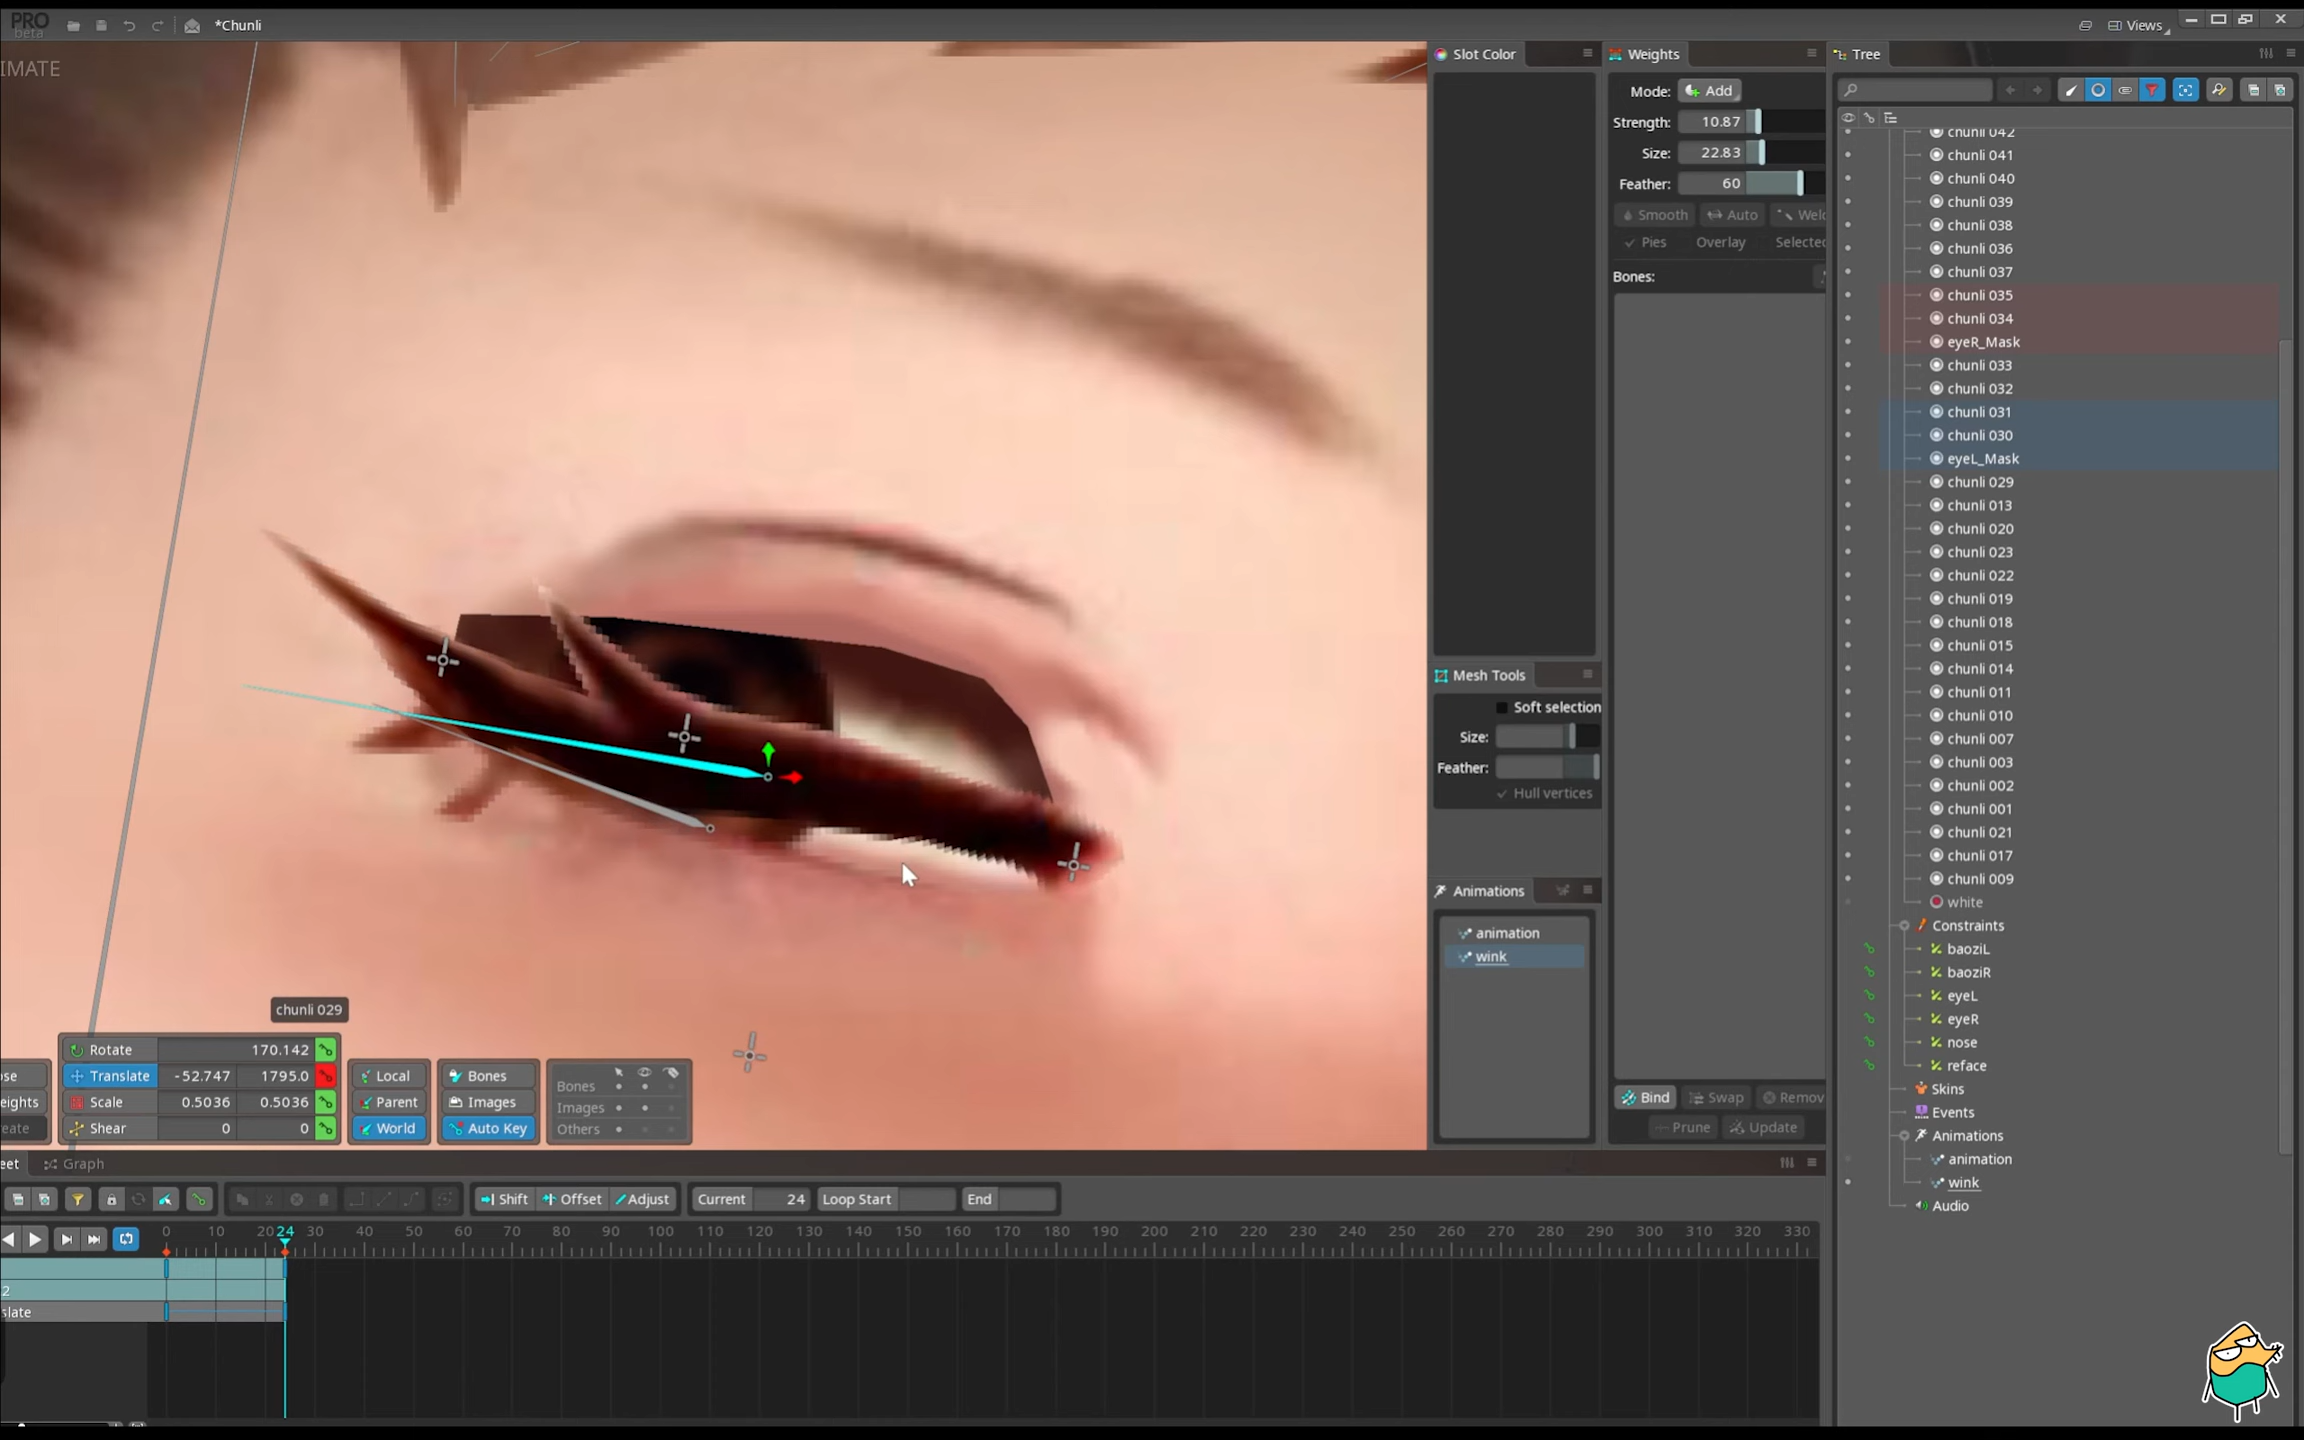 PRO
beta
*Chunli
Views
IMATE
Slot Color
Weights
Tree
Mode:
Add
Strength:
10.87
Size:
22.83
Feather:
60
Smooth
Auto
Pies
Overlay
Bones:
Mesh Tools
Soft selection
Size:
Feather:
Hull vertices
Animations
animation
wink
Bind
Swap
Remov
Prune
Update
chunli 042
chunli 041
chunli 040
chunli 039
chunli 038
chunli 036
chunli 037
chunli 035
chunli 034
eyeR_Mask
chunli 033
chunli 032
chunli 031
chunli 030
eyeL_Mask
chunli 029
chunli 013
chunli 020
chunli 023
chunli 022
chunli 019
chunli 018
chunli 015
chunli 014
chunli 011
chunli 010
chunli 007
chunli 003
chunli 002
chunli 001
chunli 021
chunli 017
chunli 009
white
Constraints
baoziL
baoziR
eyeL
eyeR
nose
reface
Skins
Events
Animations
animation
wink
Audio
chunli 029
ose
eights
eate
Rotate 170.142
Translate -52.747 1795.0
Scale 0.5036 0.5036
Shear 0 0
Local
Parent
World
Bones
Images
Auto Key
Bones
Images
Others
eet
Graph
Shift
Offset
Adjust
Current 24
Loop Start
End
0 10 20 24 30 40 50 60 70 80 90 100 110 120 130 140 150 160 170 180 190 200 210 220 230 240 250 260 270 280 290 300 310 320 330
2
slate